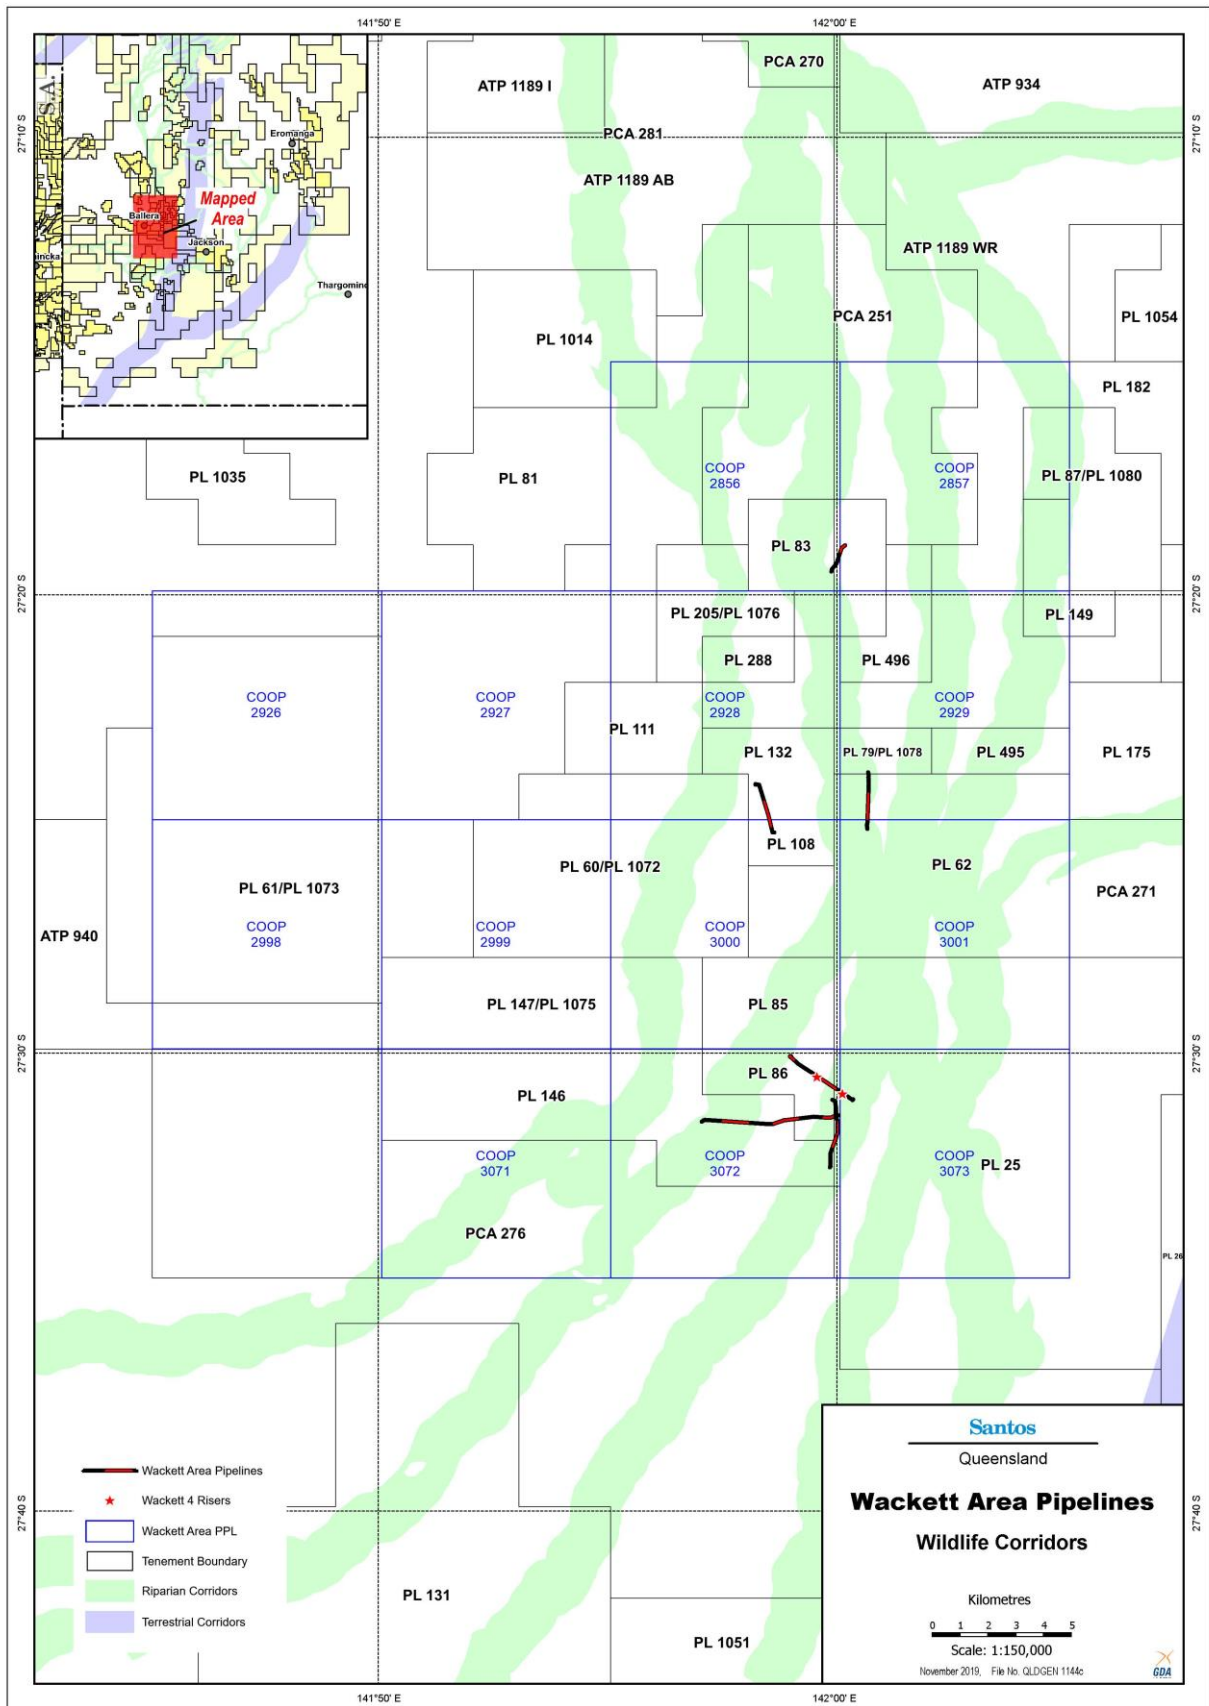 141°50' E
142°00' E
27°10' S
27°10' S
S.A.
Eromanga
Mapped
Area
Ballera
Jackson
Thargomind
PCA 270
ATP 1189 I
ATP 934
PCA 281
ATP 1189 AB
ATP 1189 WR
PCA 251
PL 1054
PL 1014
PL 182
PL 1035
PL 81
COOP
2856
COOP
2857
PL 87/PL 1080
PL 83
27°20' S
27°20' S
PL 205/PL 1076
PL 149
PL 288
PL 496
COOP
2926
COOP
2927
COOP
2928
COOP
2929
PL 111
PL 132
PL 79/PL 1078
PL 495
PL 175
PL 108
PL 60/PL 1072
PL 62
PL 61/PL 1073
PCA 271
ATP 940
COOP
2998
COOP
2999
COOP
3000
COOP
3001
PL 147/PL 1075
PL 85
27°30' S
27°30' S
PL 86
PL 146
COOP
3071
COOP
3072
COOP
3073
PL 25
PCA 276
PL 26
Wackett Area Pipelines
Wackett 4 Risers
Wackett Area PPL
Tenement Boundary
Riparian Corridors
Terrestrial Corridors
27°40' S
27°40' S
PL 131
PL 1051
Santos
Queensland
Wackett Area Pipelines
Wildlife Corridors
Kilometres
0 1 2 3 4 5
Scale: 1:150,000
November 2019, File No. QLDGEN 1144c
GDA
141°50' E
142°00' E